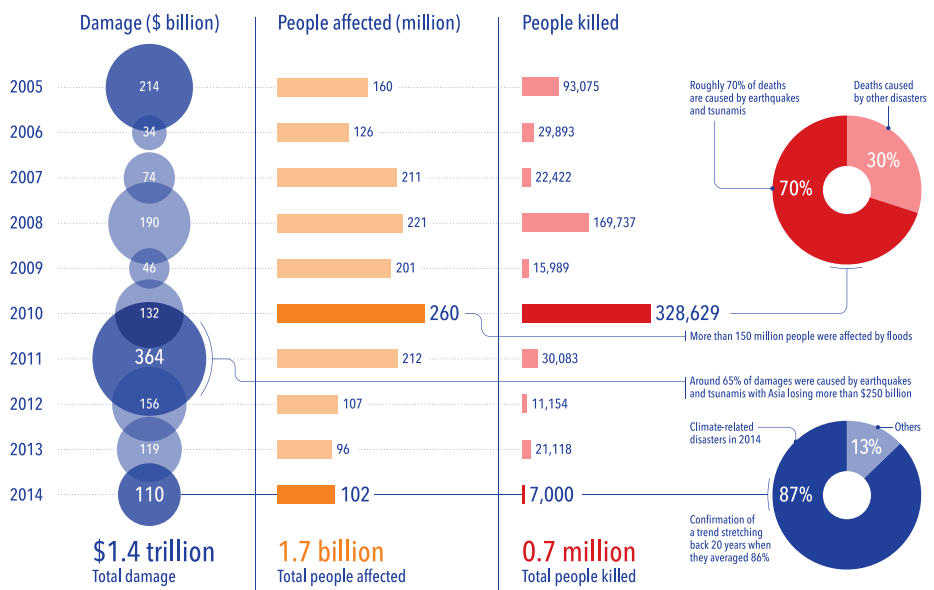 Damage ($ billion)
People affected (million)
People killed
2005
214
160
93,075
2006
34
126
29,893
2007
74
211
22,422
2008
190
221
169,737
2009
46
201
15,989
2010
132
260
328,629
2011
364
212
30,083
2012
156
107
11,154
2013
119
96
21,118
2014
110
102
7,000
$1.4 trillion
Total damage
1.7 billion
Total people affected
0.7 million
Total people killed
Roughly 70% of deaths
are caused by earthquakes
and tsunamis
Deaths caused
by other disasters
70%
30%
More than 150 million people were affected by floods
Around 65% of damages were caused by earthquakes
and tsunamis with Asia losing more than $250 billion
Climate-related
disasters in 2014
Others
13%
87%
Confirmation of
a trend stretching
back 20 years when
they averaged 86%